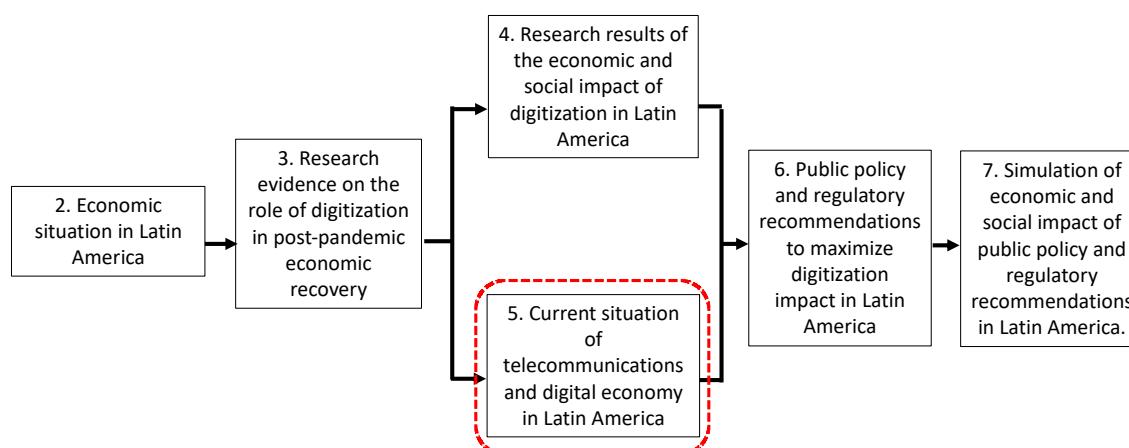 2. Economic
situation in Latin
America
3. Research
evidence on the
role of digitization
in post-pandemic
economic
recovery
4. Research results of
the economic and
social impact of
digitization in Latin
America
5. Current situation
of
telecommunications
and digital economy
in Latin America
6. Public policy
and regulatory
recommendations
to maximize
digitization
impact in Latin
America
7. Simulation of
economic and
social impact of
public policy and
regulatory
recommendations
in Latin America.